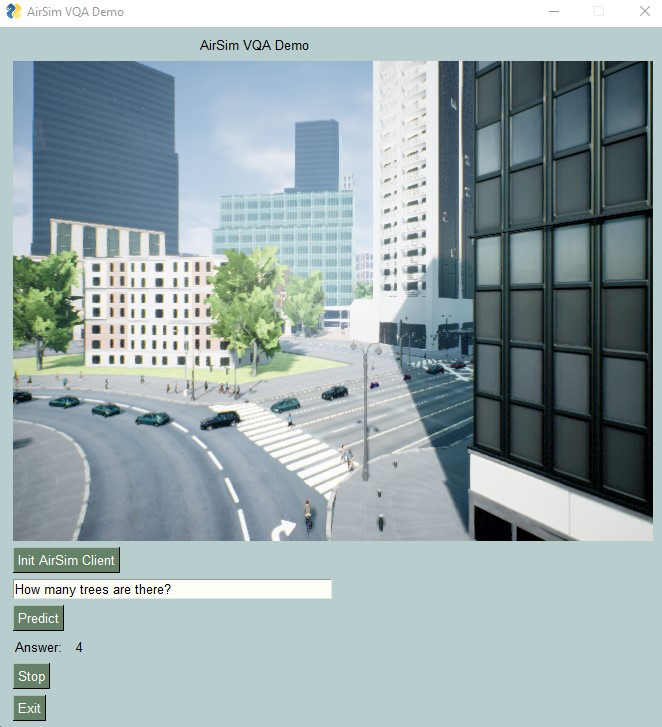 AirSim VQA Demo
AirSim VQA Demo
Init AirSim Client
How many trees are there?
Predict
Answer: 4
Stop
Exit